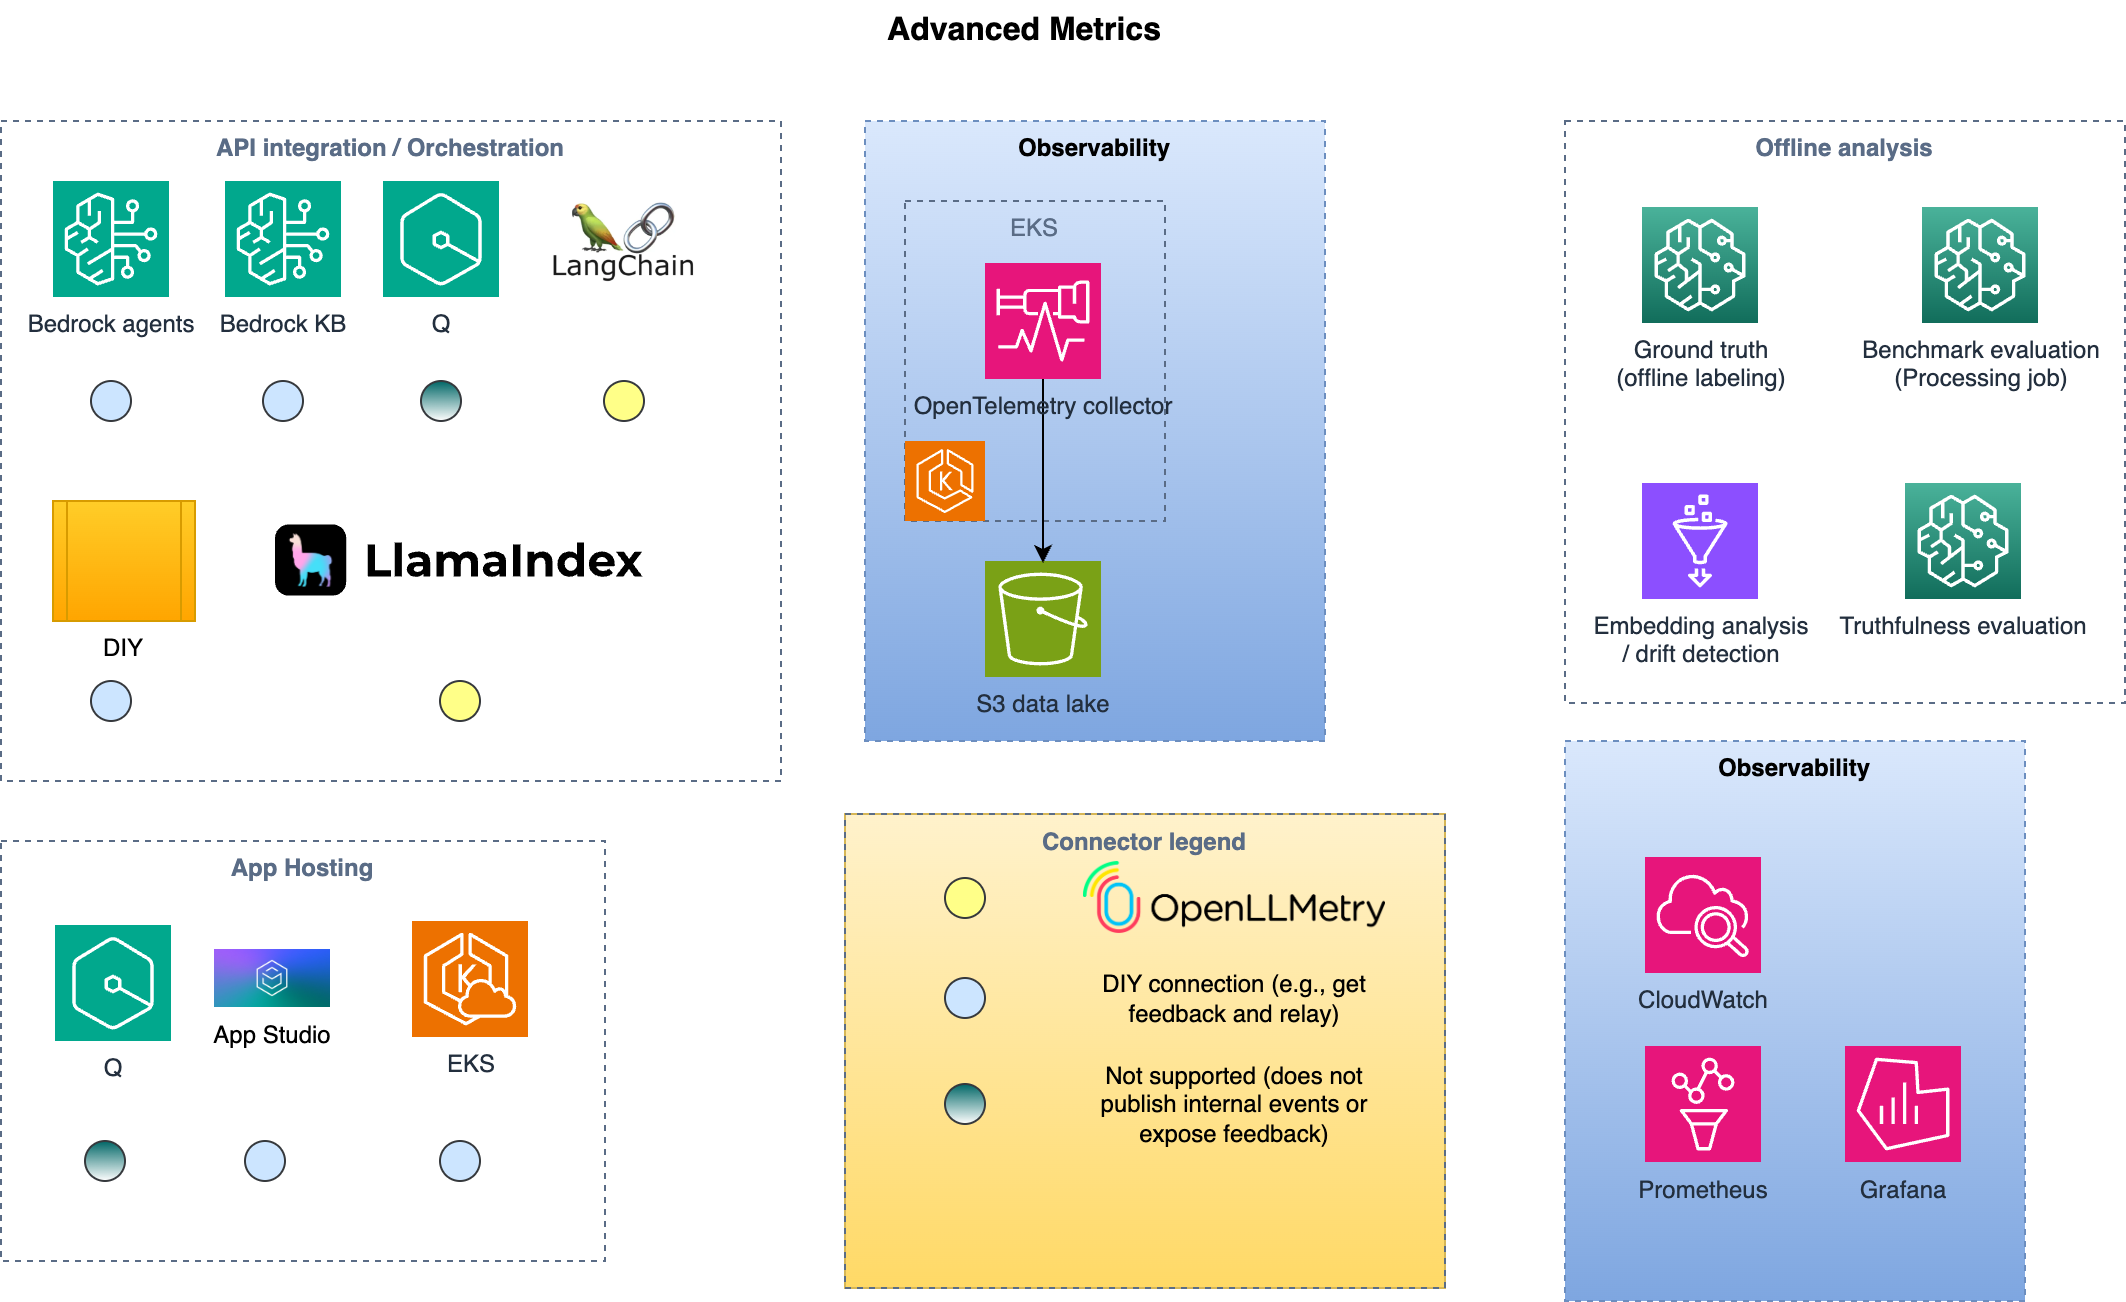 Advanced Metrics
API integration / Orchestration
Bedrock agents
Bedrock KB
Q
LangChain
DIY
LlamaIndex
Observability
EKS
OpenTelemetry collector
K
S3 data lake
Offline analysis
Ground truth
(offline labeling)
Benchmark evaluation
(Processing job)
Embedding analysis
/ drift detection
Truthfulness evaluation
App Hosting
Q
App Studio
K
EKS
Connector legend
OpenLLMetry
DIY connection (e.g., get
feedback and relay)
Not supported (does not
publish internal events or
expose feedback)
Observability
CloudWatch
Prometheus
Grafana